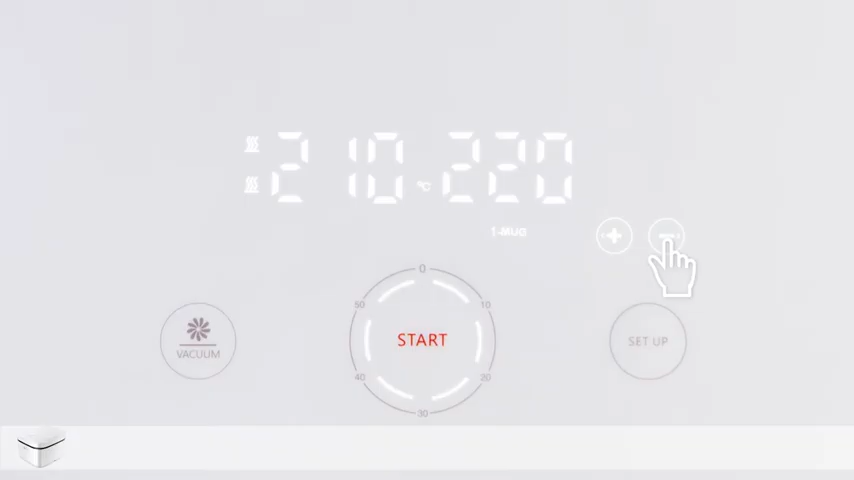 210 °C 220
1-MUG
0
50 10
START
VACUUM
SET UP
40 20
30